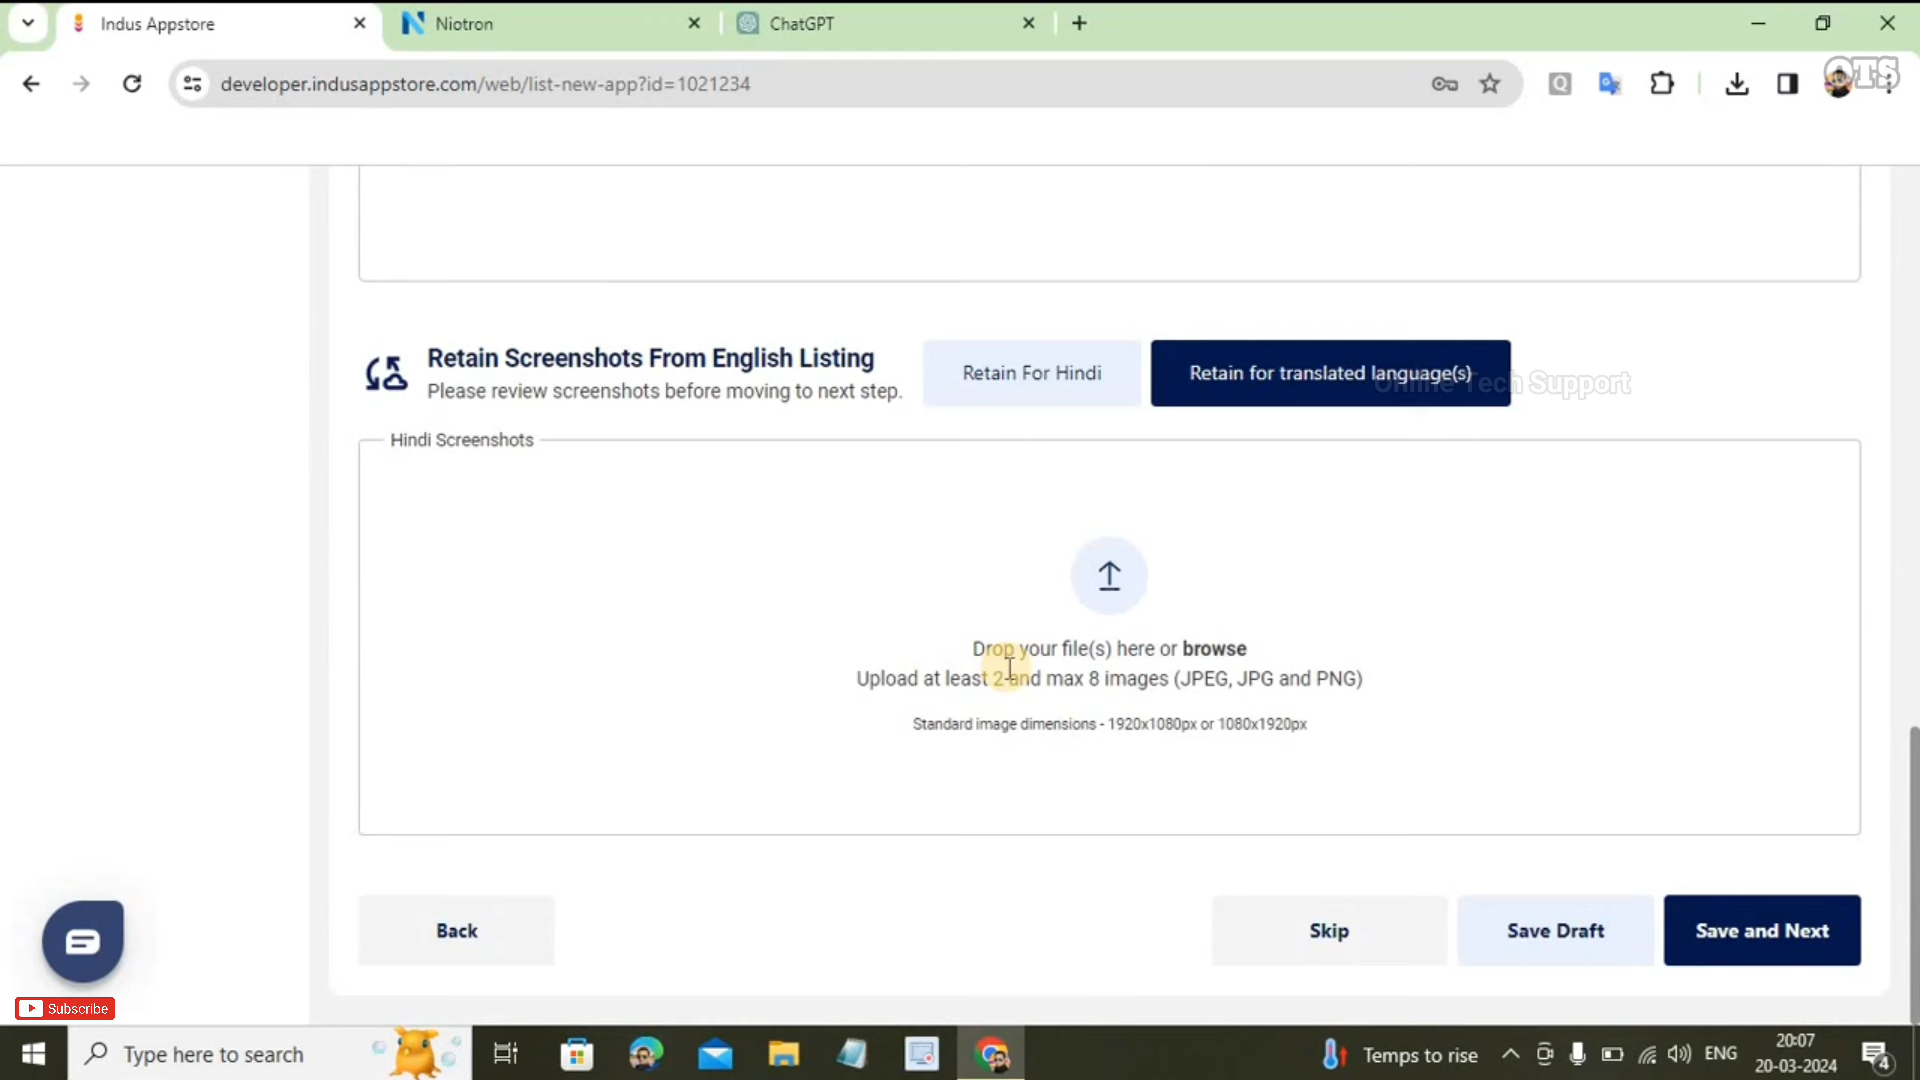 Indus Appstore
Niotron
ChatGPT
developer.indusappstore.com/web/list-new-app?id=1021234
OTS
Retain Screenshots From English Listing
Please review screenshots before moving to next step.
Retain For Hindi
Retain for translated language(s)
Online Tech Support
Hindi Screenshots
Drop your file(s) here or browse
Upload at least 2 and max 8 images (JPEG, JPG and PNG)
Standard image dimensions - 1920x1080px or 1080x1920px
Back
Skip
Save Draft
Save and Next
Subscribe
Type here to search
Temps to rise
ENG
20:07
20-03-2024
4